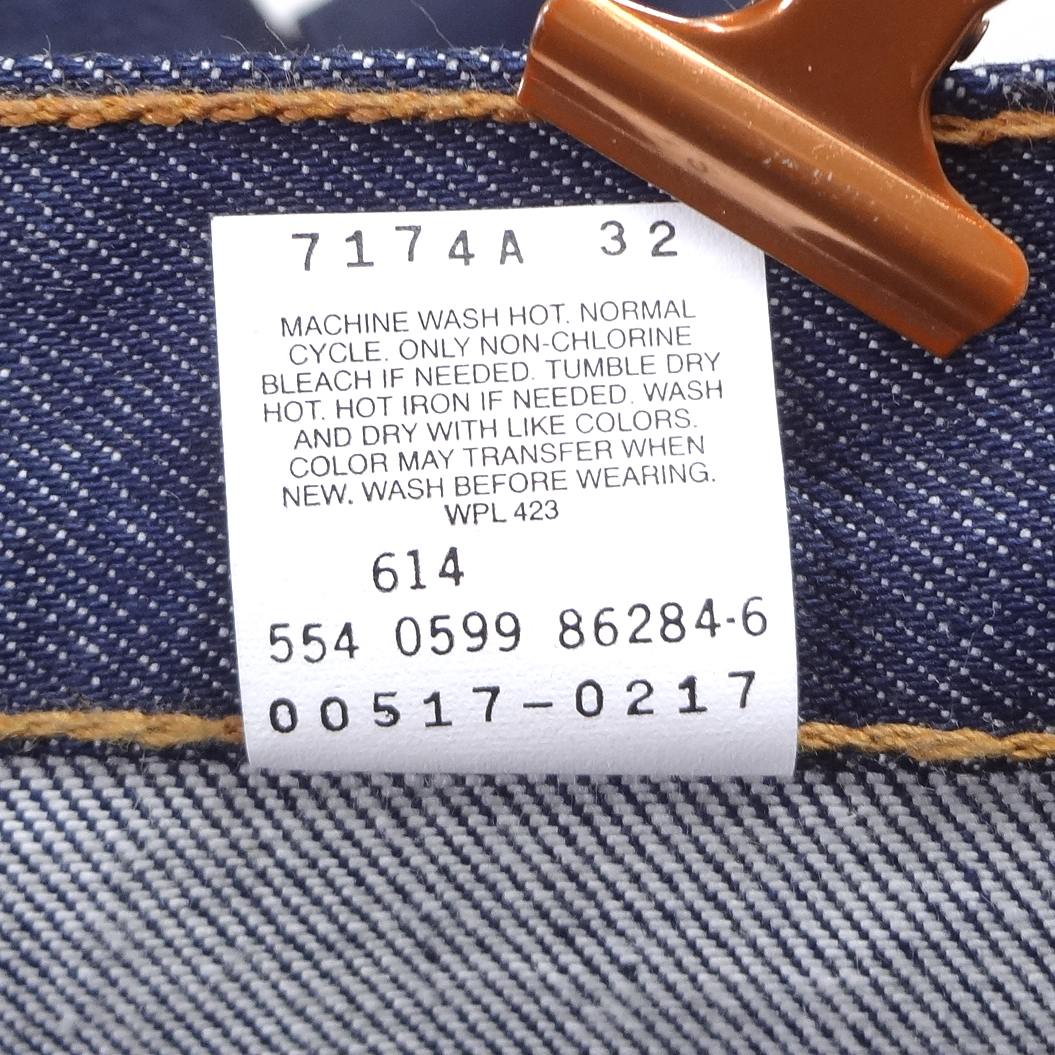 7174A 32
MACHINE WASH HOT. NORMAL
CYCLE. ONLY NON-CHLORINE
BLEACH IF NEEDED. TUMBLE DRY
HOT. HOT IRON IF NEEDED. WASH
AND DRY WITH LIKE COLORS.
COLOR MAY TRANSFER WHEN
NEW. WASH BEFORE WEARING.
WPL 423
614
554 0599 86284-6
00517-0217